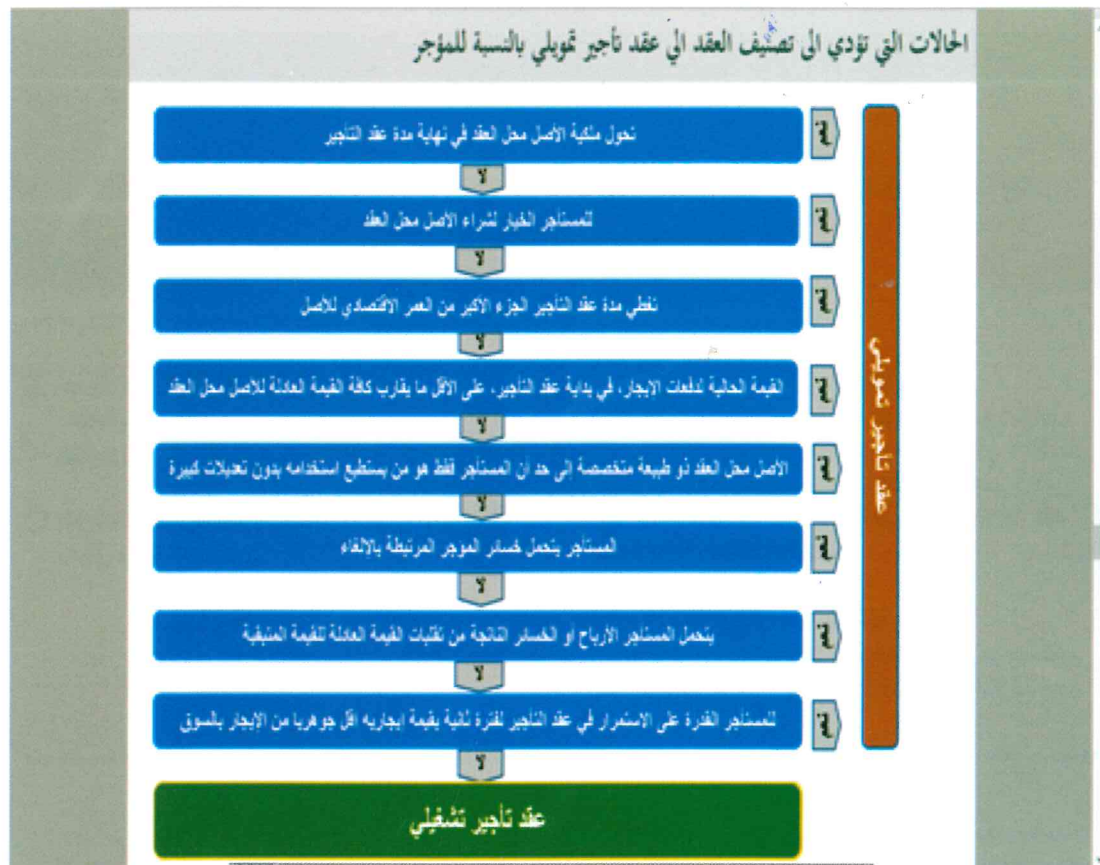 الحالات التي تؤدي الى تصنيف العقد الي عقد تأجير تمويلي بالنسبة للمؤجر
تحول ملكية الأصل محل العقد في نهاية مدة عقد التأجير
نعم
لا
للمستأجر الخيار لشراء الأصل محل العقد
نعم
لا
تغطي مدة عقد التأجير الجزء الأكبر من العمر الاقتصادي للأصل
نعم
لا
القيمة الحالية لدفعات الإيجار، في بداية عقد التأجير، على الأقل ما يقارب كافة القيمة العادلة للأصل محل العقد
نعم
لا
الأصل محل العقد ذو طبيعة متخصصة إلى حد أن المستأجر فقط هو من يستطيع استخدامه بدون تعديلات كبيرة
نعم
لا
المستأجر يتحمل خسائر الموجر المرتبطة بالإلغاء
نعم
لا
يتحمل المستأجر الأرباح أو الخسائر الناتجة من تقلبات القيمة العادلة للقيمة المتبقية
نعم
لا
للمستأجر القدرة على الاستمرار في عقد التأجير لفترة ثانية بقيمة إيجاريه اقل جوهريا من الإيجار بالسوق
نعم
لا
عقد تأجير تمويلي
عقد تأجير تشغيلي